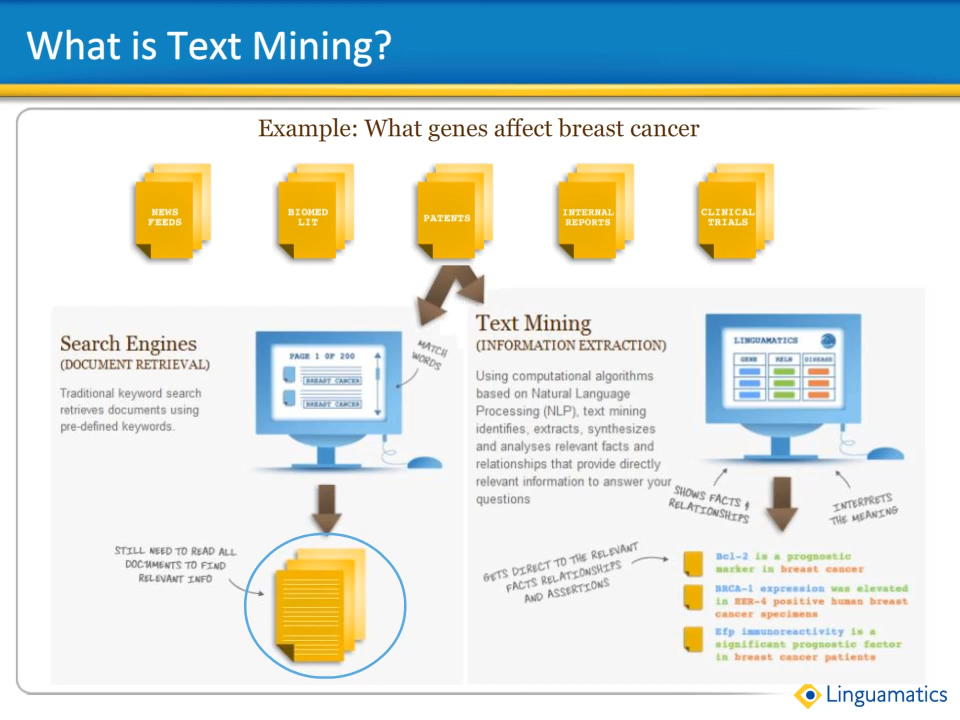 What is Text Mining?
Example: What genes affect breast cancer
NEWS
FEEDS
BIOMED
LIT
PATENTS
INTERNAL
REPORTS
CLINICAL
TRIALS
Search Engines
(DOCUMENT RETRIEVAL)
Traditional keyword search
retrieves documents using
pre-defined keywords.
PAGE 1 OF 200
BREAST CANCER
BREAST CANCER
MATCH
WORDS
STILL NEED TO READ ALL
DOCUMENTS TO FIND
RELEVANT INFO
Text Mining
(INFORMATION EXTRACTION)
Using computational algorithms
based on Natural Language
Processing (NLP), text mining
identifies, extracts, synthesizes
and analyses relevant facts and
relationships that provide directly
relevant information to answer your
questions
LINGUAMATICS
GENE RELN DISEASE
SHOWS FACTS &
RELATIONSHIPS
INTERPRETS
THE MEANING
GETS DIRECT TO THE RELEVANT
FACTS RELATIONSHIPS
AND ASSERTIONS
Bcl-2 is a prognostic
marker in breast cancer
BRCA-1 expression was elevated
in HER-4 positive human breast
cancer specimens
Efp immunoreactivity is a
significant prognostic factor
in breast cancer patients
Linguamatics